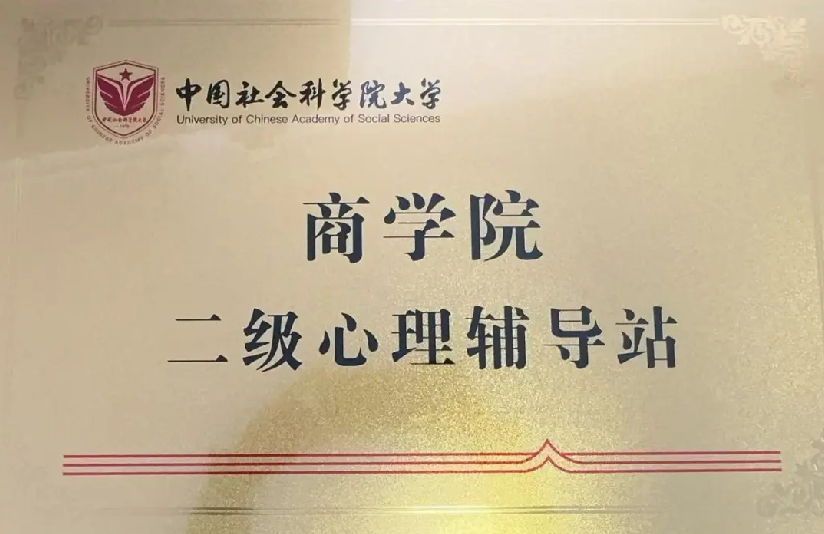 中国社会科学院大学
University of Chinese Academy of Social Sciences
商学院
二级心理辅导站